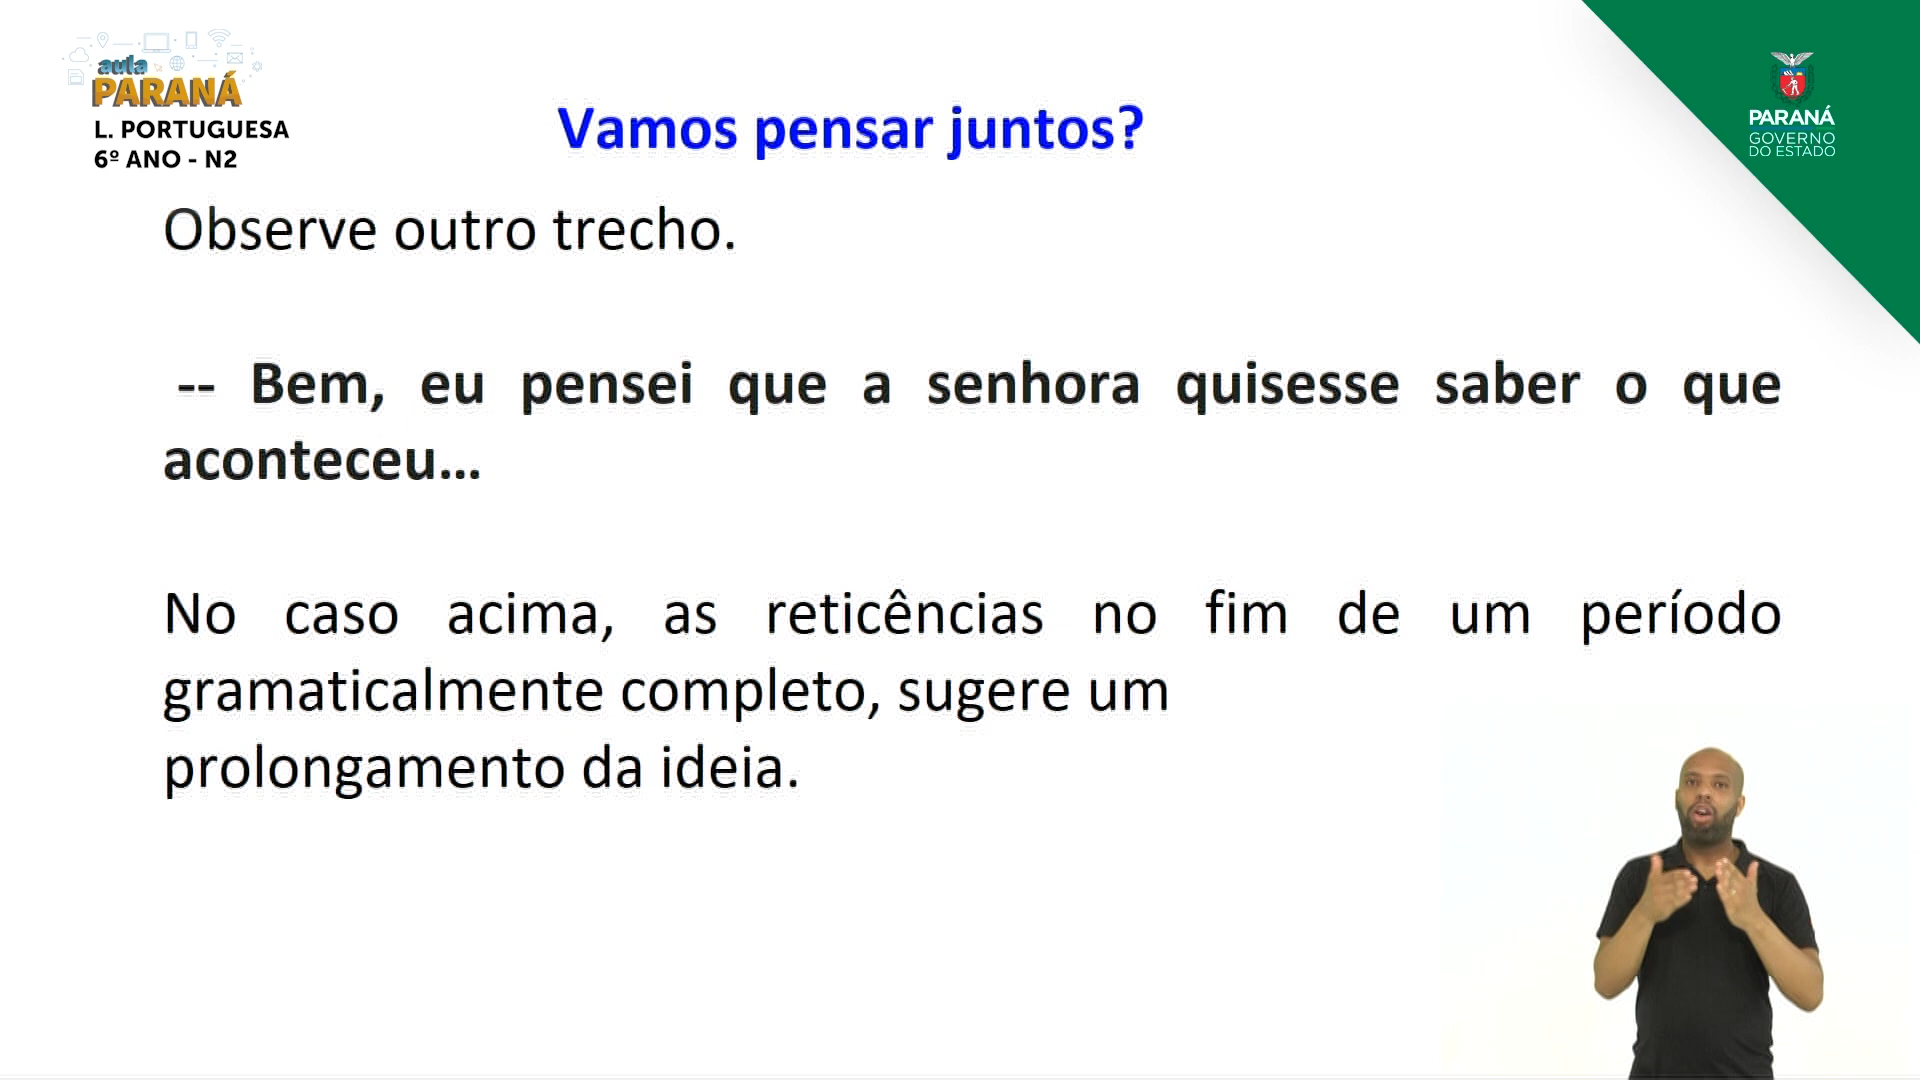 aula
PARANÁ
L. PORTUGUESA
6º ANO - N2
PARANÁ
GOVERNO
DO ESTADO
Vamos pensar juntos?
Observe outro trecho.
-- Bem, eu pensei que a senhora quisesse saber o que
aconteceu...
No caso acima, as reticências no fim de um período
gramaticalmente completo, sugere um
prolongamento da ideia.